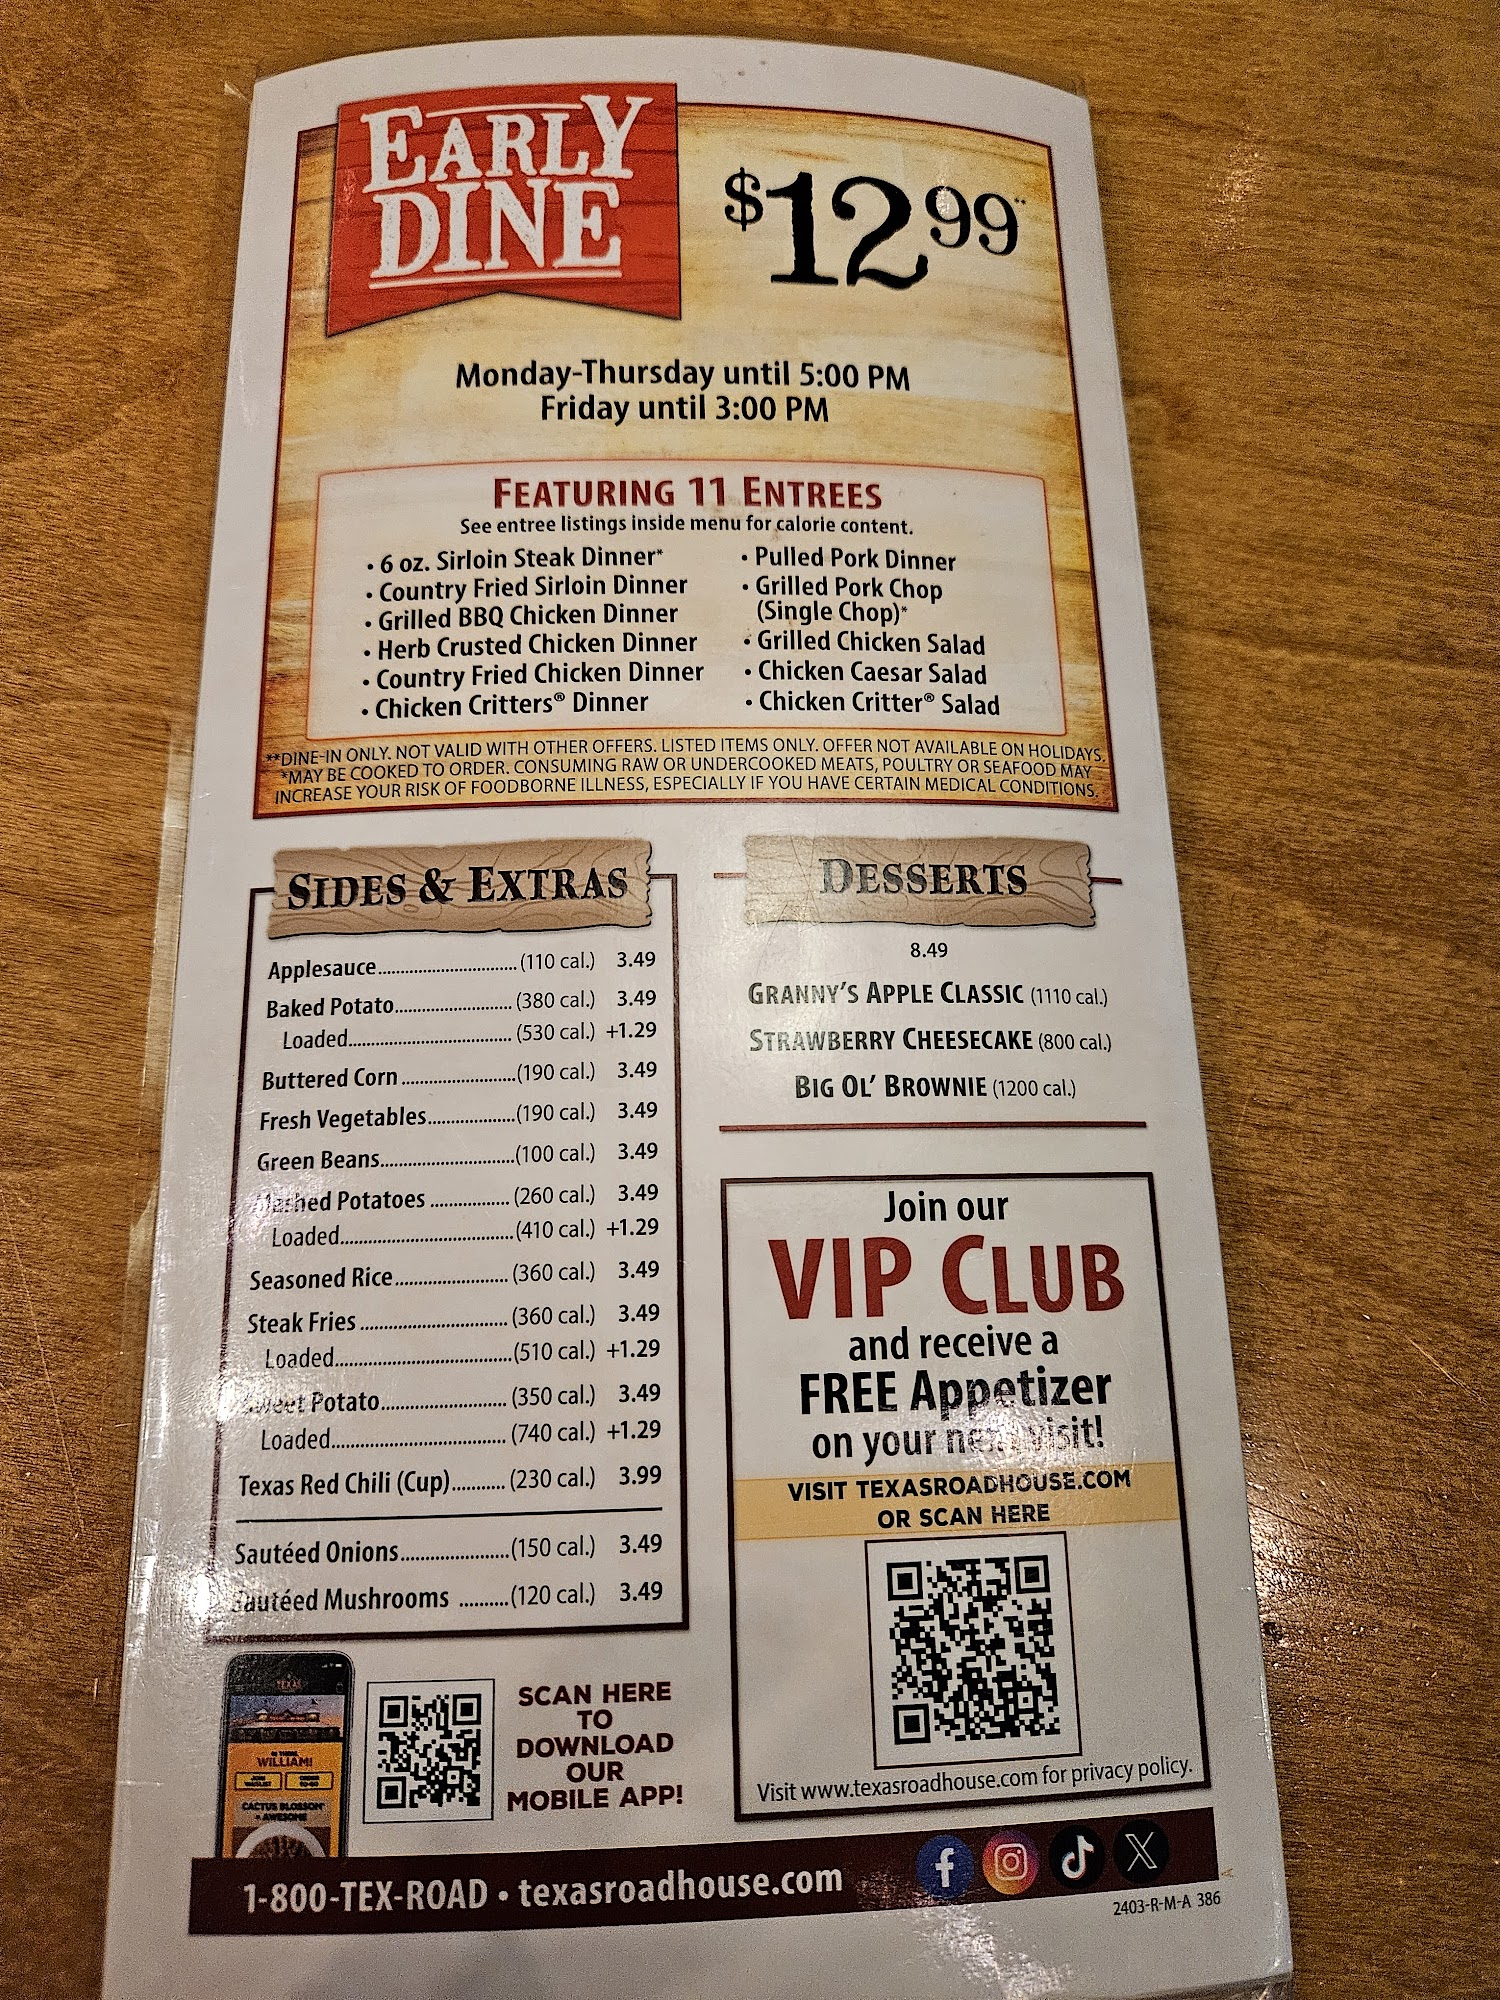 EARLY
DINE
$12.99**
Monday-Thursday until 5:00 PM
Friday until 3:00 PM
FEATURING 11 ENTREES
See entree listings inside menu for calorie content.
• 6 oz. Sirloin Steak Dinner*
• Country Fried Sirloin Dinner
• Grilled BBQ Chicken Dinner
• Herb Crusted Chicken Dinner
• Country Fried Chicken Dinner
• Chicken Critters® Dinner
• Pulled Pork Dinner
• Grilled Pork Chop
(Single Chop)*
• Grilled Chicken Salad
• Chicken Caesar Salad
• Chicken Critter® Salad
**DINE-IN ONLY. NOT VALID WITH OTHER OFFERS. LISTED ITEMS ONLY. OFFER NOT AVAILABLE ON HOLIDAYS.
*MAY BE COOKED TO ORDER. CONSUMING RAW OR UNDERCOOKED MEATS, POULTRY OR SEAFOOD MAY
INCREASE YOUR RISK OF FOODBORNE ILLNESS, ESPECIALLY IF YOU HAVE CERTAIN MEDICAL CONDITIONS.
SIDES & EXTRAS
Applesauce (110 cal.) 3.49
Baked Potato (380 cal.) 3.49
Loaded (530 cal.) +1.29
Buttered Corn (190 cal.) 3.49
Fresh Vegetables (190 cal.) 3.49
Green Beans (100 cal.) 3.49
Mashed Potatoes (260 cal.) 3.49
Loaded (410 cal.) +1.29
Seasoned Rice (360 cal.) 3.49
Steak Fries (360 cal.) 3.49
Loaded (510 cal.) +1.29
Sweet Potato (350 cal.) 3.49
Loaded (740 cal.) +1.29
Texas Red Chili (Cup) (230 cal.) 3.99
Sautéed Onions (150 cal.) 3.49
Sautéed Mushrooms (120 cal.) 3.49
DESSERTS
8.49
GRANNY'S APPLE CLASSIC (1110 cal.)
STRAWBERRY CHEESECAKE (800 cal.)
BIG OL' BROWNIE (1200 cal.)
Join our
VIP CLUB
and receive a
FREE Appetizer
on your next visit!
VISIT TEXASROADHOUSE.COM
OR SCAN HERE
Visit www.texasroadhouse.com for privacy policy.
TEXAS
WILLIAM!
CACTUS BLOSSOM
= AWESOME
SCAN HERE
TO
DOWNLOAD
OUR
MOBILE APP!
1-800-TEX-ROAD • texasroadhouse.com
2403-R-M-A 386